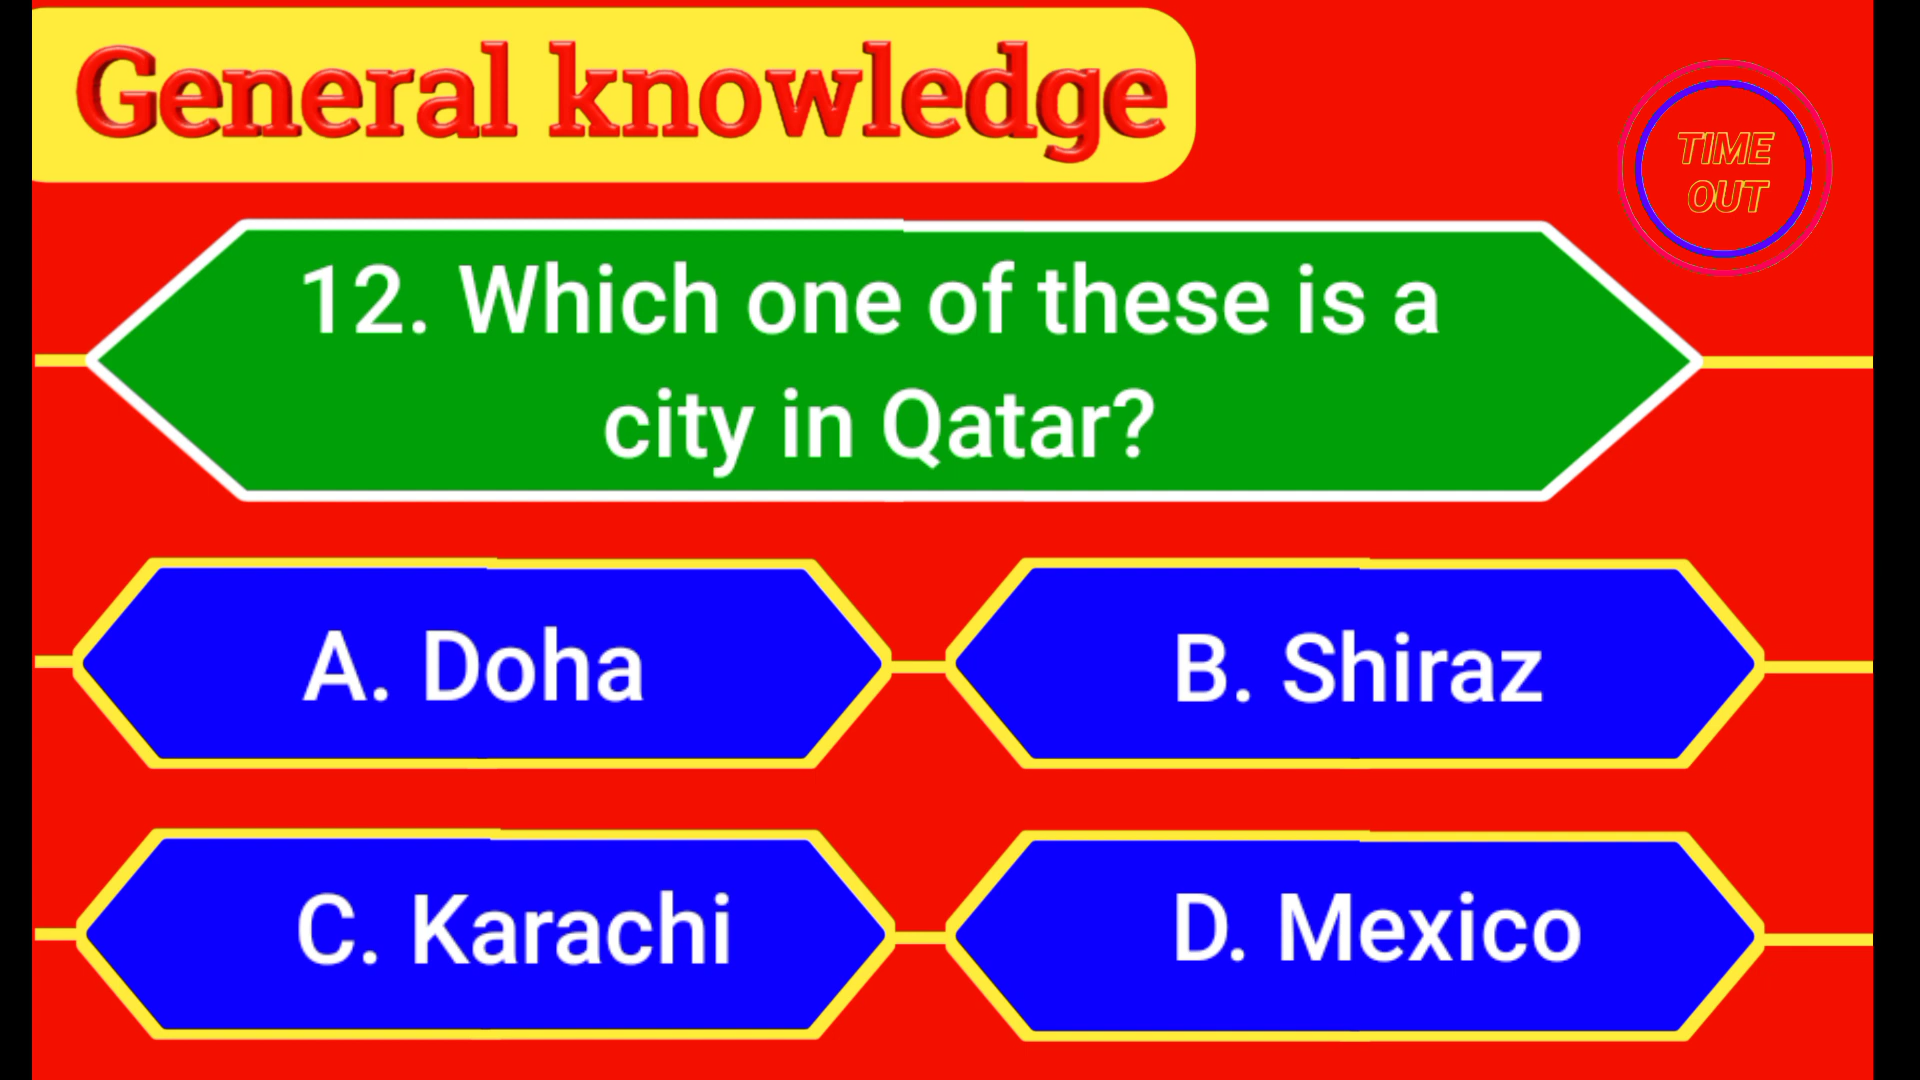 General knowledge
TIME
OUT
12. Which one of these is a
city in Qatar?
A. Doha
B. Shiraz
C. Karachi
D. Mexico